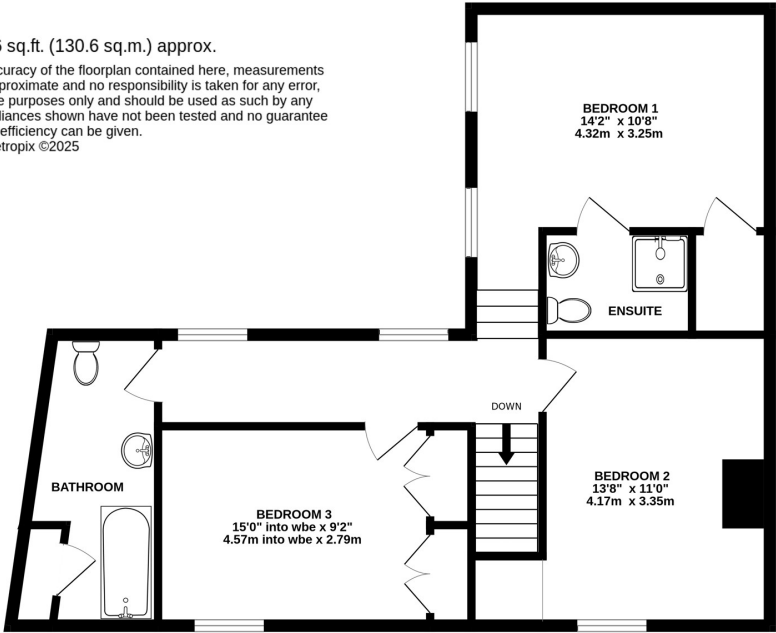 sq.ft. (130.6 sq.m.) approx.
curacy of the floorplan contained here, measurements
proximate and no responsibility is taken for any error,
e purposes only and should be used as such by any
liances shown have not been tested and no guarantee
efficiency can be given.
etropix ©2025
BEDROOM 1
14'2" x 10'8"
4.32m x 3.25m
ENSUITE
DOWN
BEDROOM 2
13'8" x 11'0"
4.17m x 3.35m
BATHROOM
BEDROOM 3
15'0" into wbe x 9'2"
4.57m into wbe x 2.79m